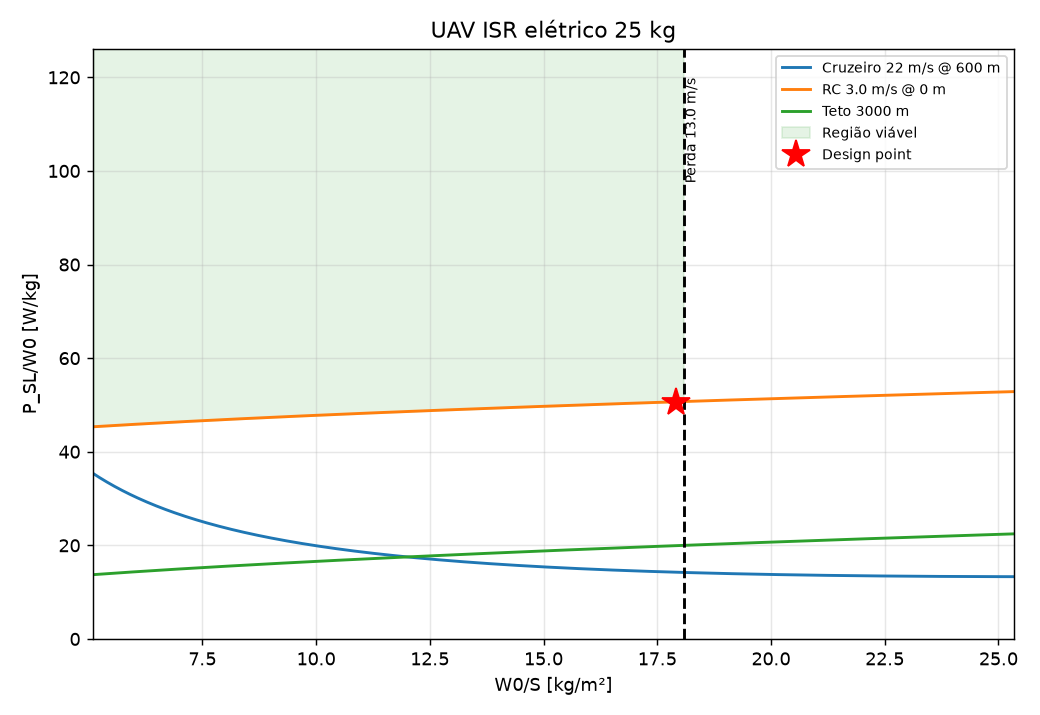 UAV ISR elétrico 25 kg
Cruzeiro 22 m/s @ 600 m
RC 3.0 m/s @ 0 m
Teto 3000 m
Região viável
Design point
Perda 13.0 m/s
P_SL/W0 [W/kg]
120
100
80
60
40
20
0
7.5 10.0 12.5 15.0 17.5 20.0 22.5 25.0
W0/S [kg/m²]